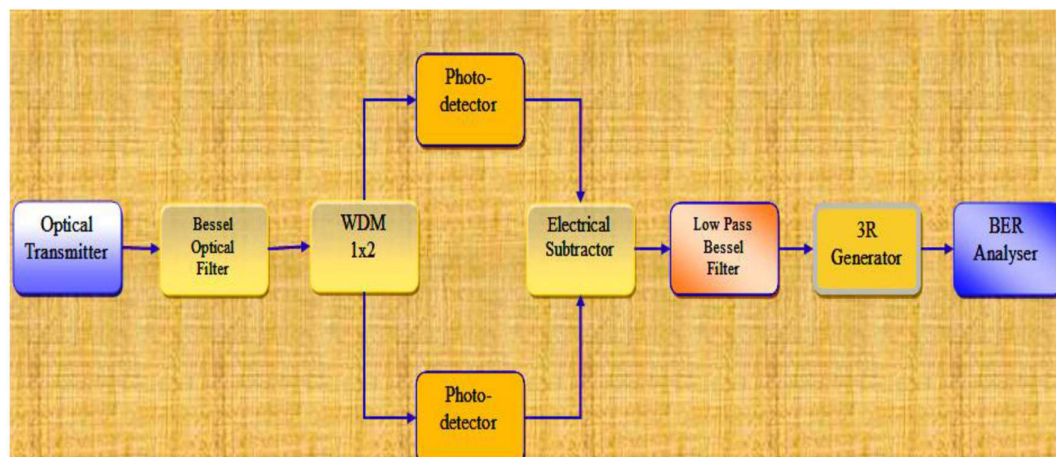 Photo-
detector
Optical
Transmitter
Bessel
Optical
Filter
WDM
1x2
Electrical
Subtractor
Low Pass
Bessel
Filter
3R
Generator
BER
Analyser
Photo-
detector